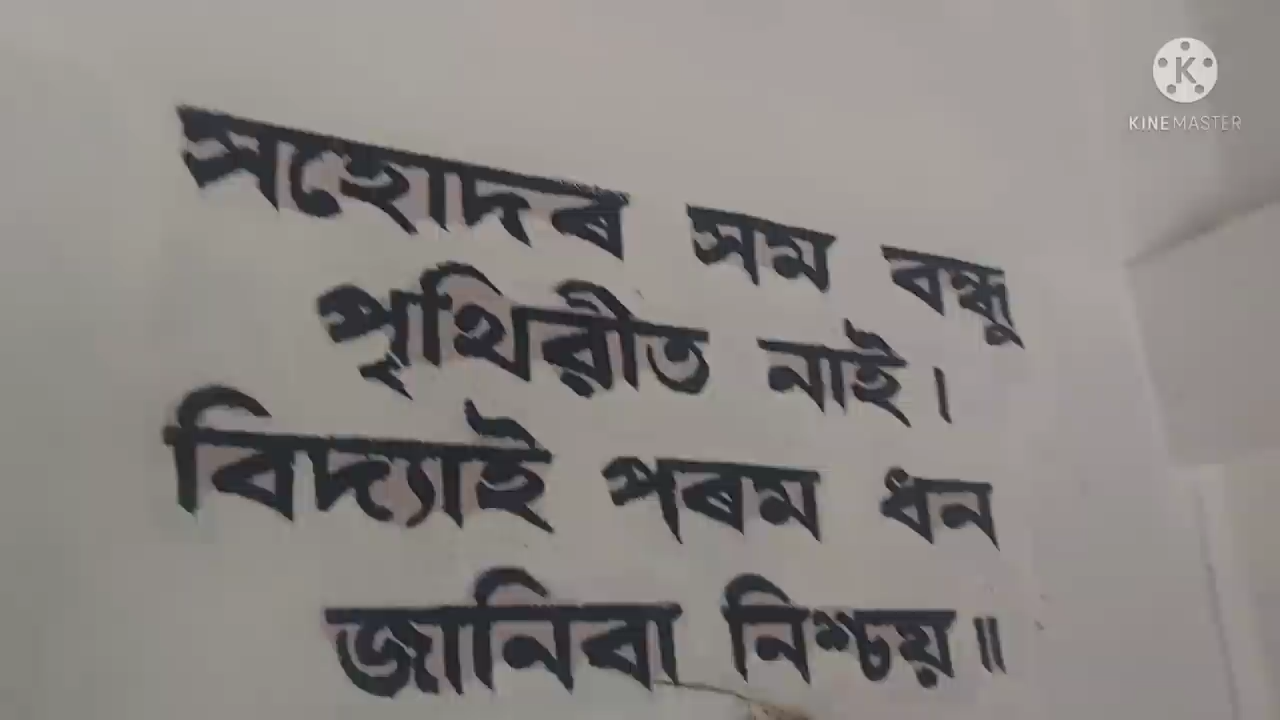 KINEMASTER
সহোদৰ সম বন্ধু
পৃথিৱীত নাই।
বিদ্যাই পৰম ধন
জানিবা নিশ্চয়॥